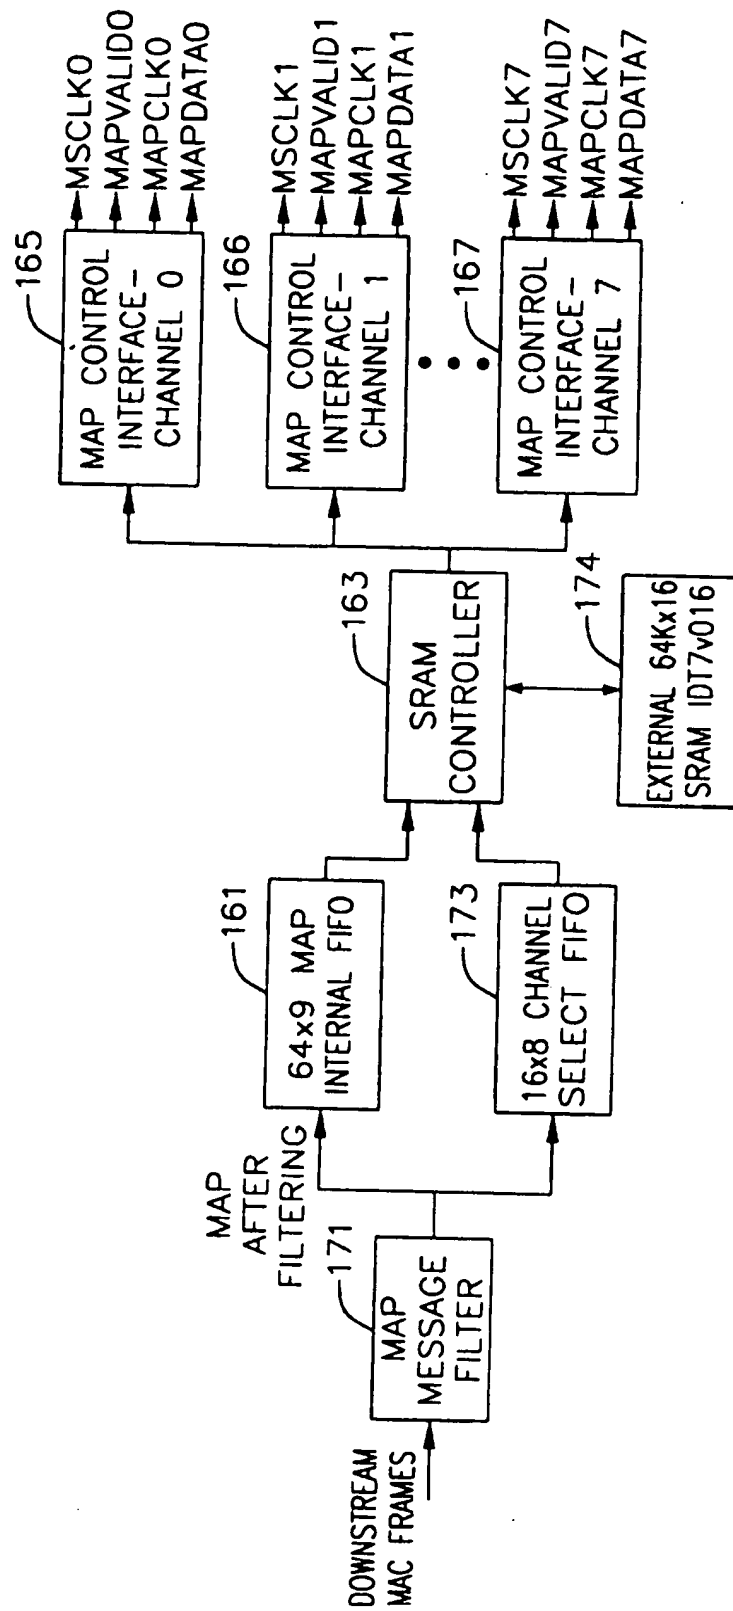 DOWNSTREAM
MAC FRAMES
171
MAP
MESSAGE
FILTER
MAP
AFTER
FILTERING
161
64x9 MAP
INTERNAL FIFO
173
16x8 CHANNEL
SELECT FIFO
163
SRAM
CONTROLLER
174
EXTERNAL 64Kx16
SRAM IDT7v016
165
MAP CONTROL
INTERFACE-
CHANNEL 0
MSCLK0
MAPVALID0
MAPCLK0
MAPDATA0
166
MAP CONTROL
INTERFACE-
CHANNEL 1
MSCLK1
MAPVALID1
MAPCLK1
MAPDATA1
167
MAP CONTROL
INTERFACE-
CHANNEL 7
MSCLK7
MAPVALID7
MAPCLK7
MAPDATA7